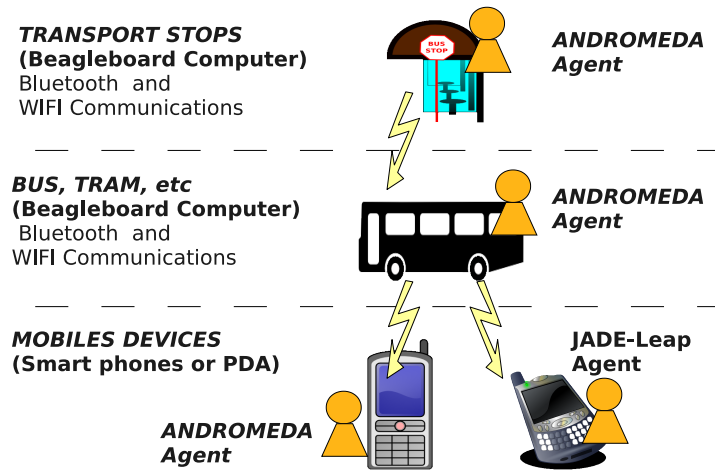 TRANSPORT STOPS
(Beagleboard Computer)
Bluetooth and
WIFI Communications
BUS
STOP
ANDROMEDA
Agent
BUS, TRAM, etc
(Beagleboard Computer)
Bluetooth and
WIFI Communications
ANDROMEDA
Agent
MOBILES DEVICES
(Smart phones or PDA)
JADE-Leap
Agent
ANDROMEDA
Agent